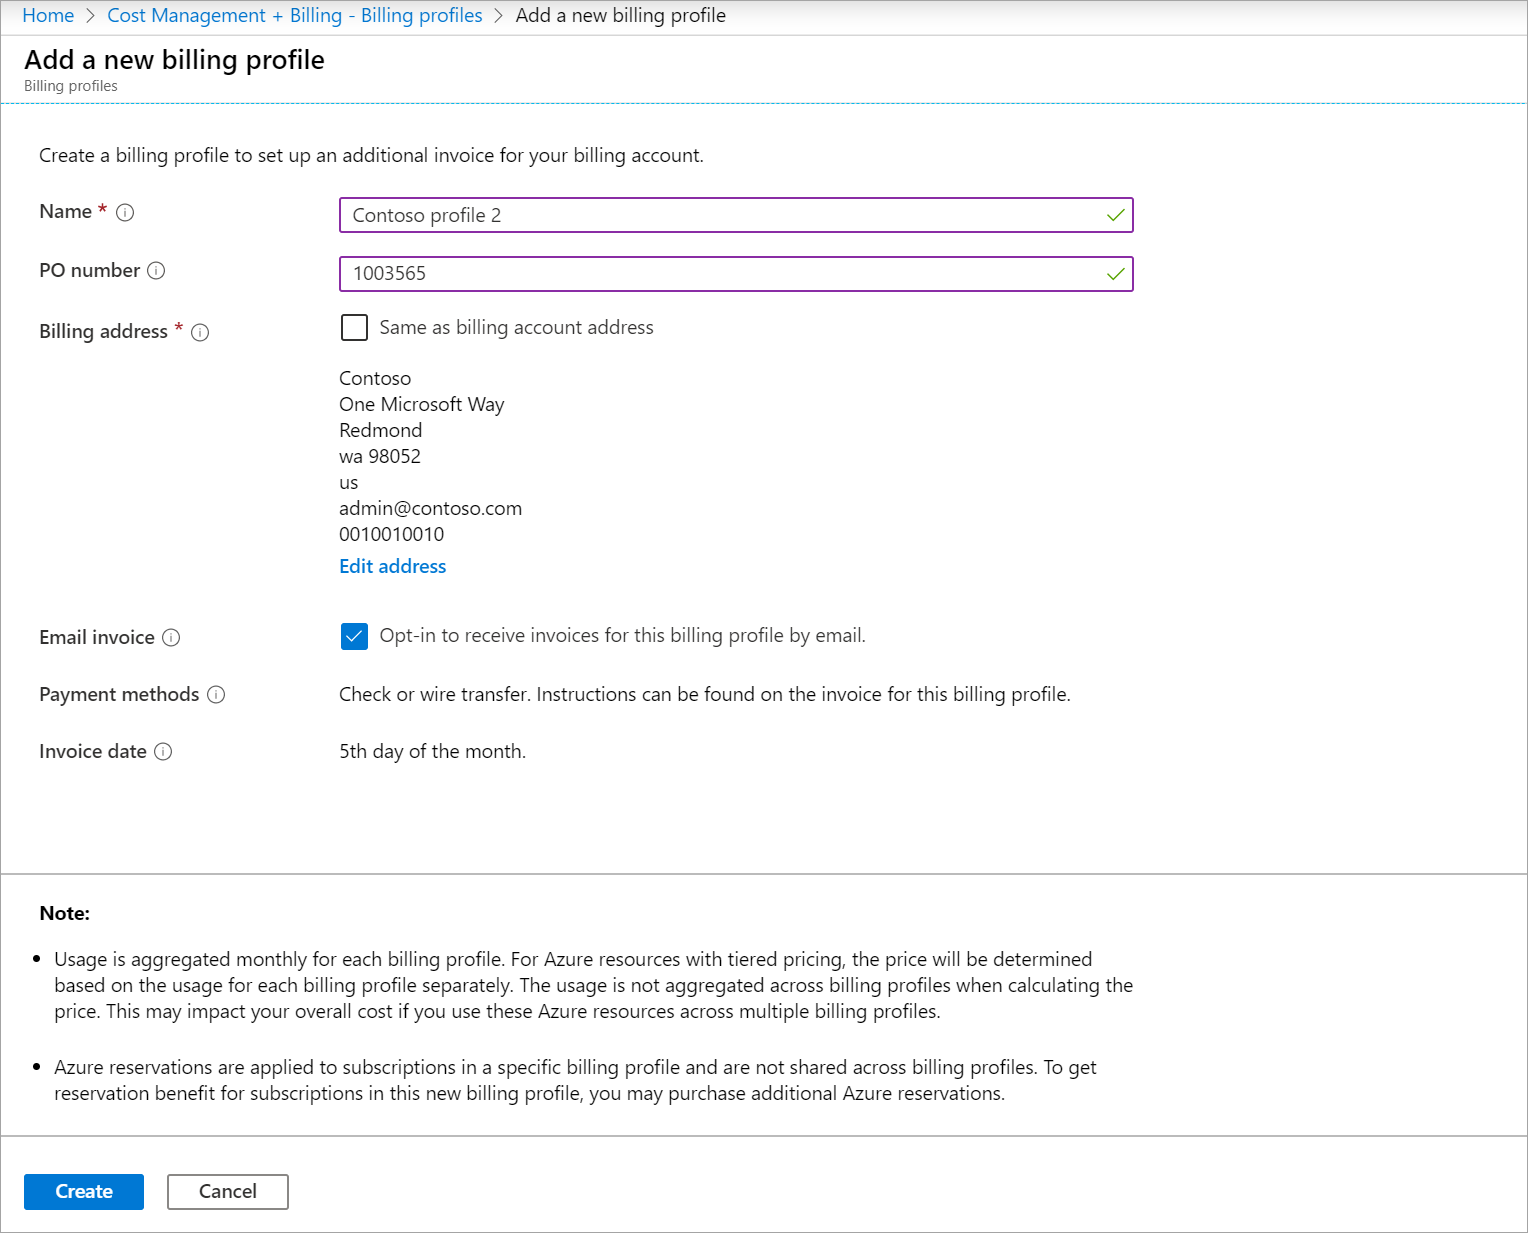 Home > Cost Management + Billing - Billing profiles > Add a new billing profile
Add a new billing profile
Billing profiles
Create a billing profile to set up an additional invoice for your billing account.
Name *
Contoso profile 2
PO number
1003565
Billing address *
Same as billing account address
Contoso
One Microsoft Way
Redmond
wa 98052
us
admin@contoso.com
0010010010
Edit address
Email invoice
Opt-in to receive invoices for this billing profile by email.
Payment methods
Check or wire transfer. Instructions can be found on the invoice for this billing profile.
Invoice date
5th day of the month.
Note:
• Usage is aggregated monthly for each billing profile. For Azure resources with tiered pricing, the price will be determined
based on the usage for each billing profile separately. The usage is not aggregated across billing profiles when calculating the
price. This may impact your overall cost if you use these Azure resources across multiple billing profiles.
• Azure reservations are applied to subscriptions in a specific billing profile and are not shared across billing profiles. To get
reservation benefit for subscriptions in this new billing profile, you may purchase additional Azure reservations.
Create
Cancel